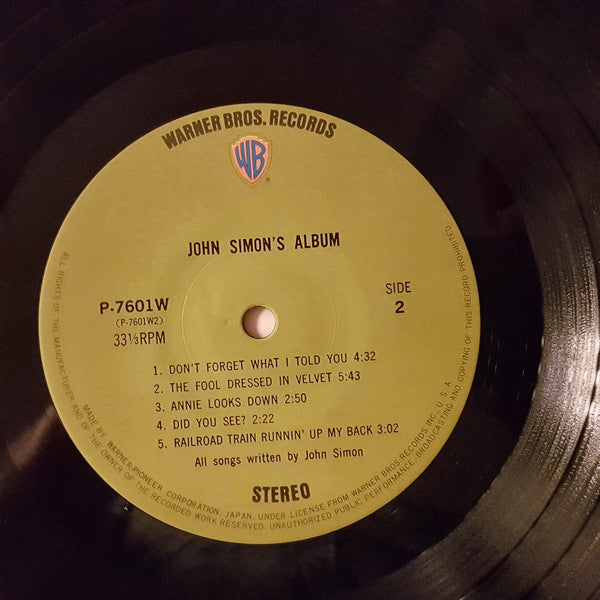 WARNER BROS. RECORDS
WB
®
JOHN SIMON'S ALBUM
P-7601W
(P-7601W2)
33⅓RPM
SIDE
2
1. DON'T FORGET WHAT I TOLD YOU 4:32
2. THE FOOL DRESSED IN VELVET 5:43
3. ANNIE LOOKS DOWN 2:50
4. DID YOU SEE? 2:22
5. RAILROAD TRAIN RUNNIN' UP MY BACK 3:02
All songs written by John Simon
STEREO
MADE BY WARNER-PIONEER CORPORATION, JAPAN, UNDER LICENSE FROM WARNER BROS RECORDS INC., U.S.A.
ALL RIGHTS OF THE MANUFACTURER AND OF THE OWNER OF THE RECORDED WORK RESERVED. UNAUTHORIZED PUBLIC PERFORMANCE, BROADCASTING AND COPYING OF THIS RECORD PROHIBITED.